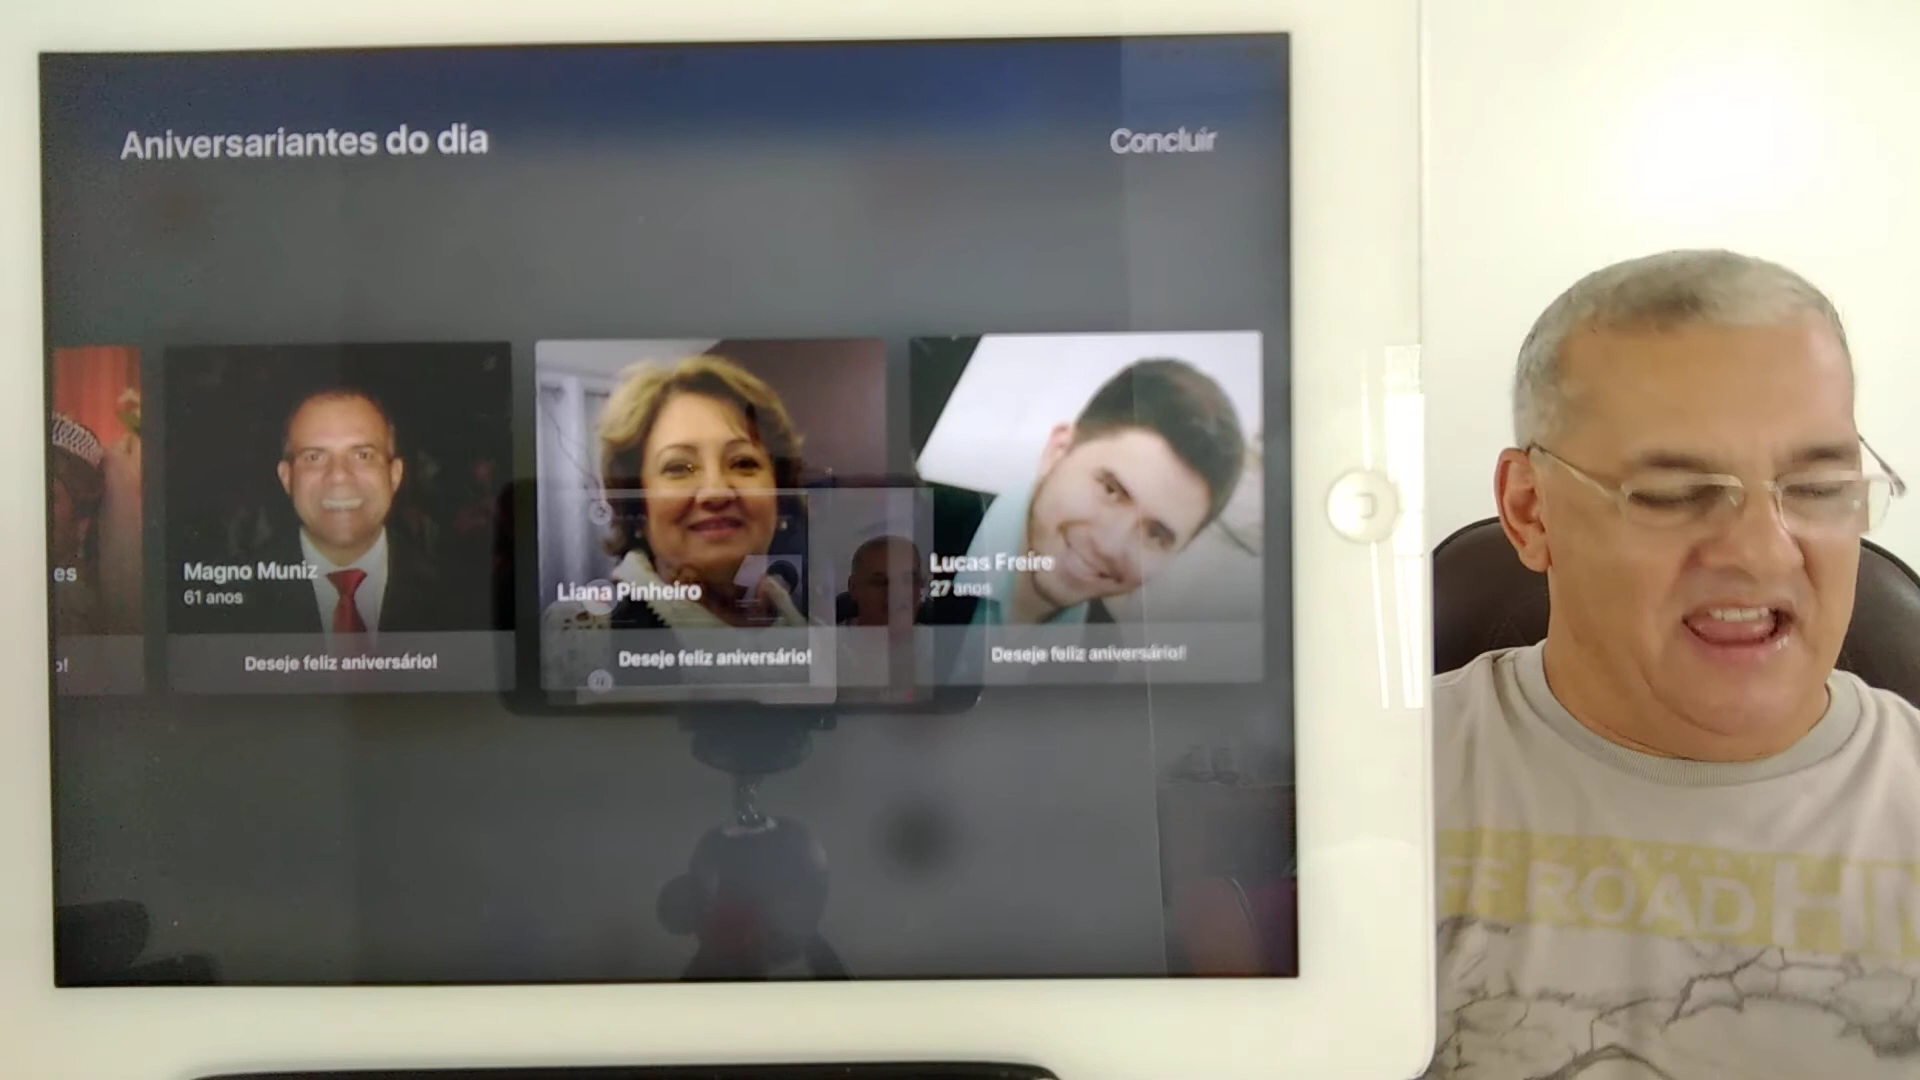 Aniversariantes do dia
Concluir
es
Magno Muniz
61 anos
Liana Pinheiro
Lucas Freire
27 anos
o!
Deseje feliz aniversário!
Deseje feliz aniversário!
Deseje feliz aniversário!
FF ROAD